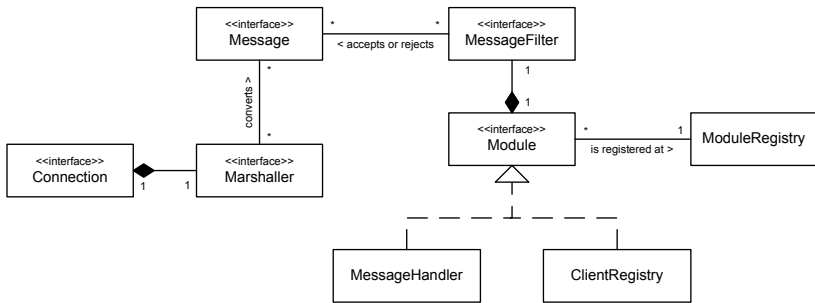 <<interface>>
Message
*
*
< accepts or rejects
<<interface>>
MessageFilter
*
converts >
*
1
1
<<interface>>
Connection
1
1
<<interface>>
Marshaller
<<interface>>
Module
*
1
is registered at >
ModuleRegistry
MessageHandler
ClientRegistry